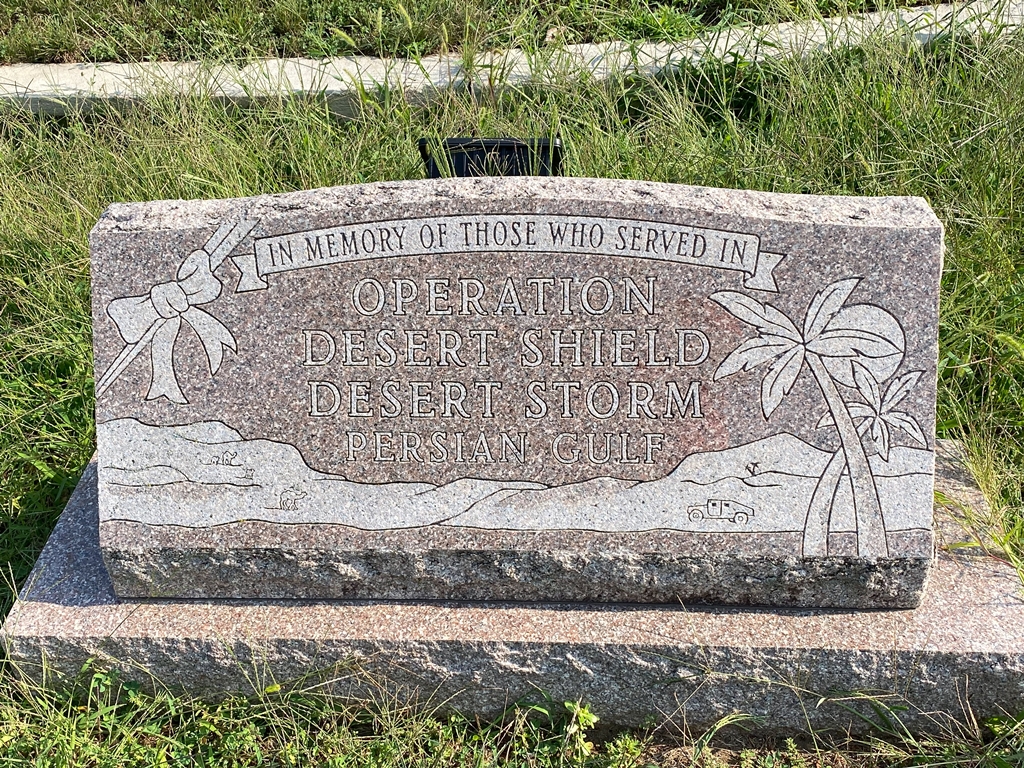 IN MEMORY OF THOSE WHO SERVED IN
OPERATION
DESERT SHIELD
DESERT STORM
PERSIAN GULF